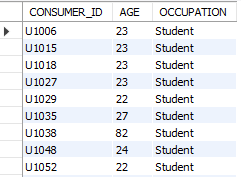 CONSUMER_ID AGE OCCUPATION
U1006 23 Student
U1015 23 Student
U1018 23 Student
U1027 23 Student
U1029 22 Student
U1035 27 Student
U1038 82 Student
U1048 24 Student
U1052 22 Student